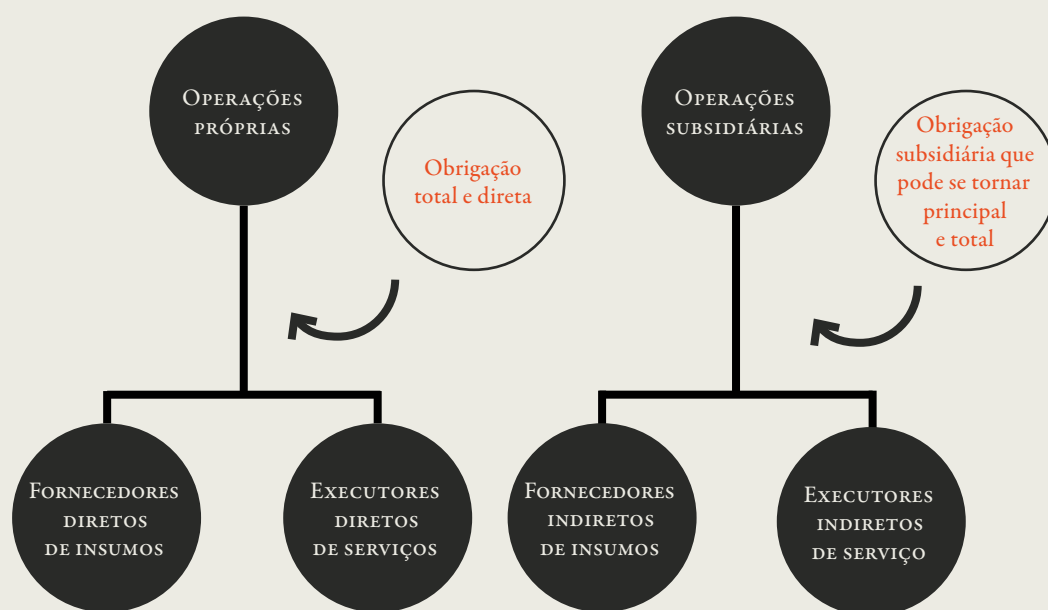 Operações
próprias
Obrigação
total e direta
Fornecedores
diretos
de insumos
Executores
diretos
de serviços
Operações
subsidiárias
Obrigação
subsidiária que
pode se tornar
principal
e total
Fornecedores
indiretos
de insumos
Executores
indiretos
de serviço